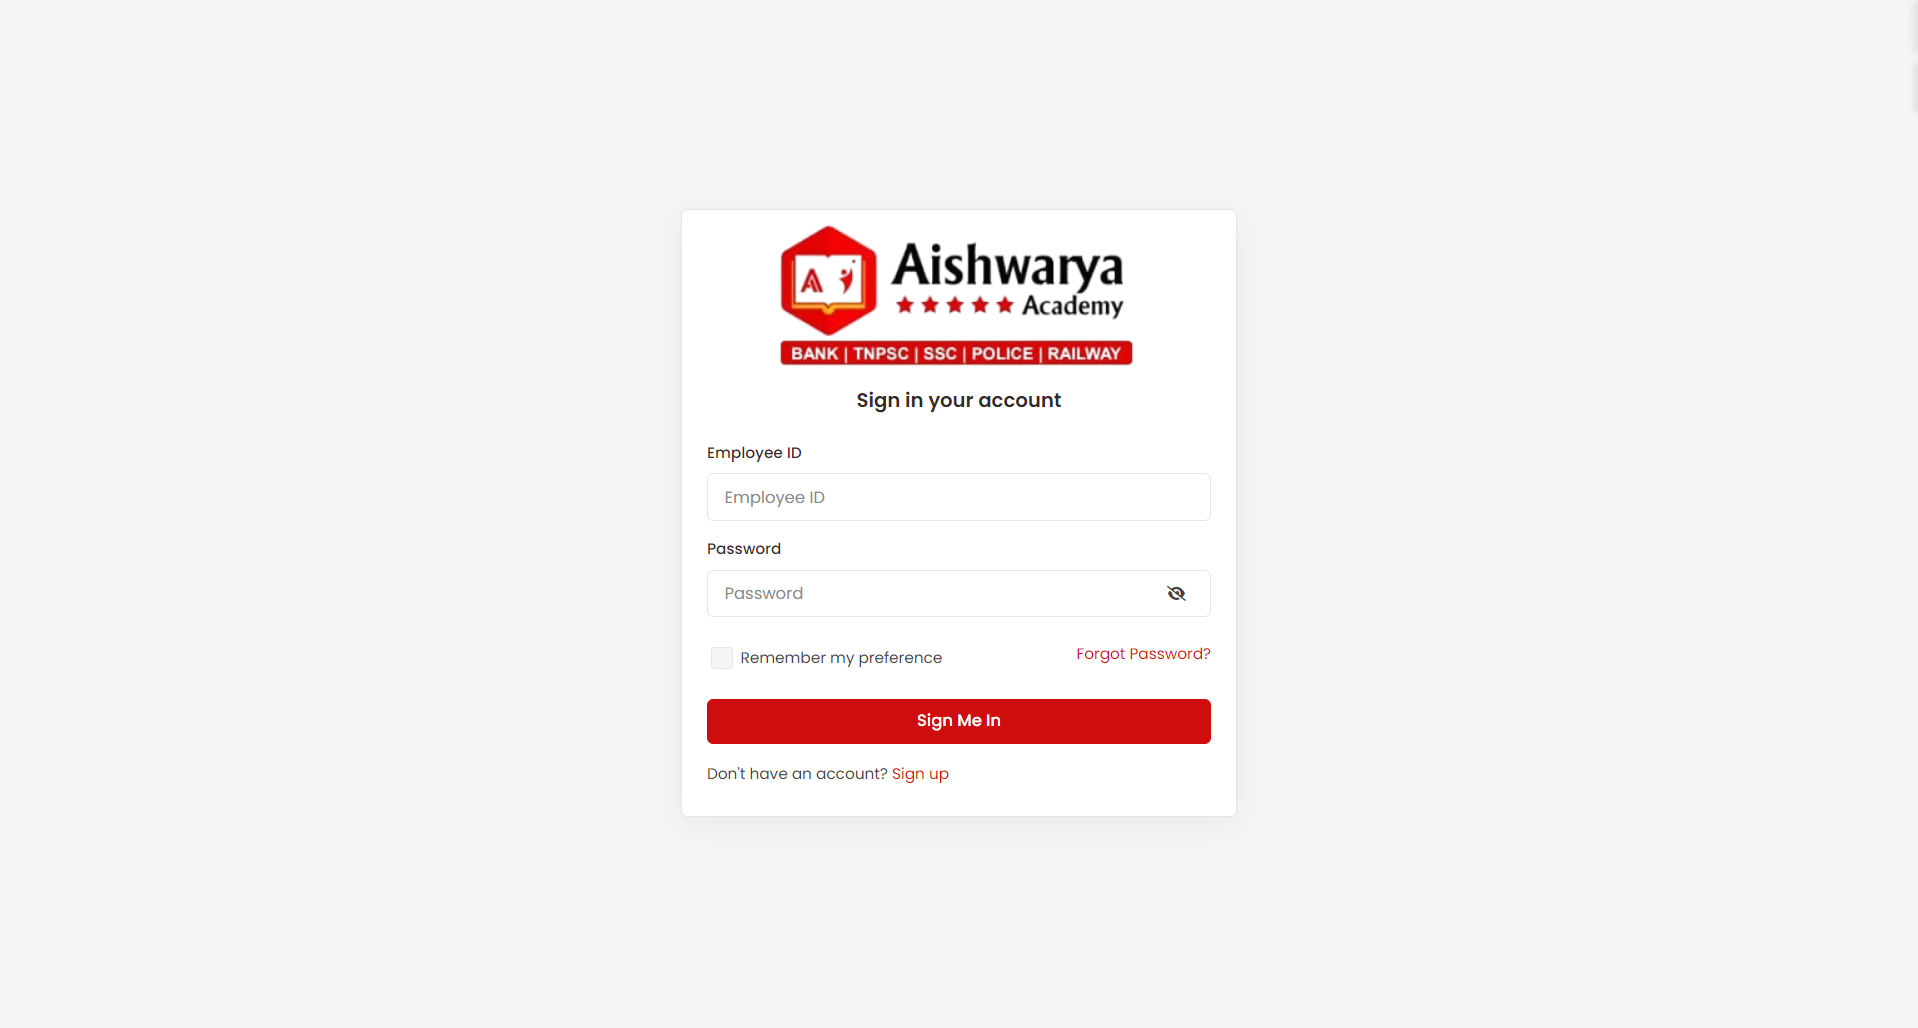 Aishwarya
Academy
BANK | TNPSC | SSC | POLICE | RAILWAY
Sign in your account
Employee ID
Employee ID
Password
Password
Remember my preference
Forgot Password?
Sign Me In
Don't have an account? Sign up